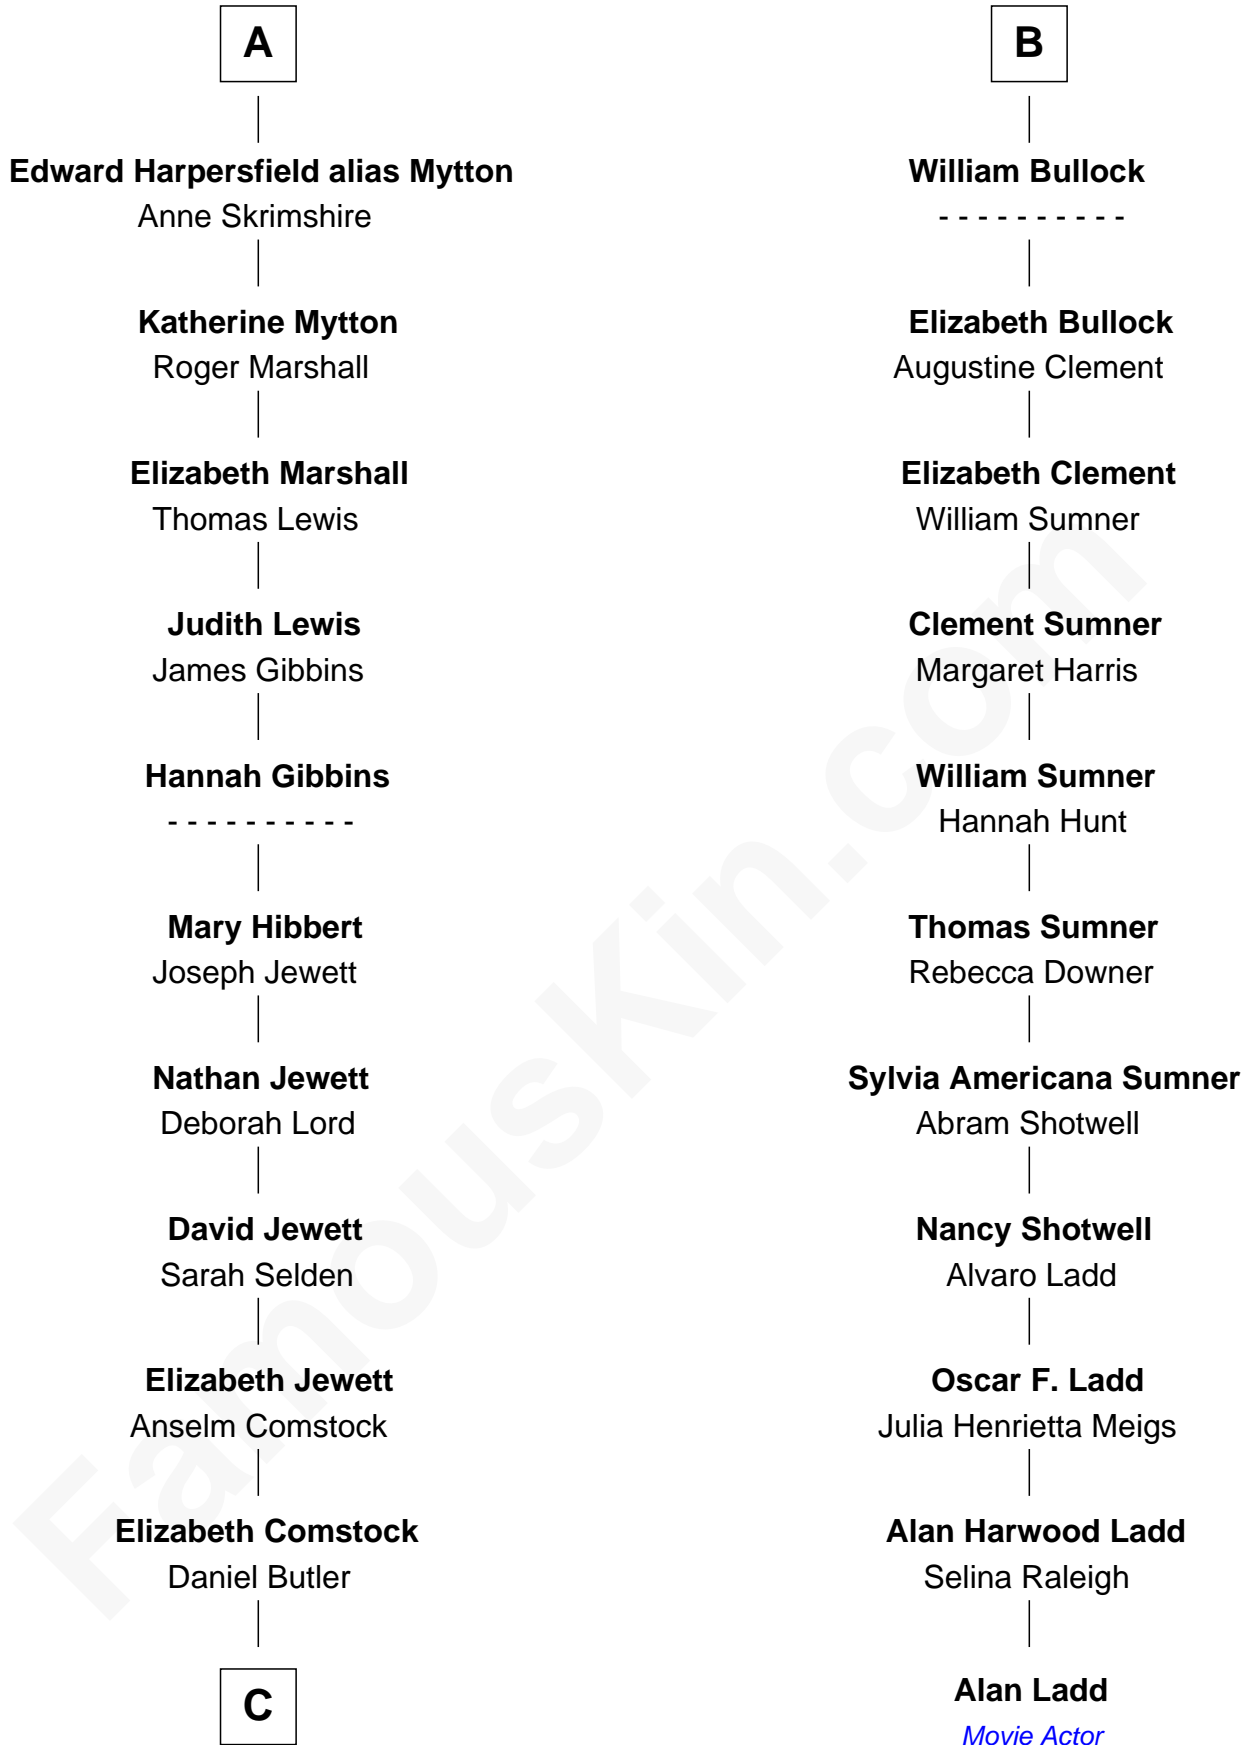 A
Edward Harpersfield alias Mytton
Anne Skrimshire
Katherine Mytton
Roger Marshall
Elizabeth Marshall
Thomas Lewis
Judith Lewis
James Gibbins
Hannah Gibbins
- - - - - - - - - -
Mary Hibbert
Joseph Jewett
Nathan Jewett
Deborah Lord
David Jewett
Sarah Selden
Elizabeth Jewett
Anselm Comstock
Elizabeth Comstock
Daniel Butler
C
B
William Bullock
- - - - - - - - - -
Elizabeth Bullock
Augustine Clement
Elizabeth Clement
William Sumner
Clement Sumner
Margaret Harris
William Sumner
Hannah Hunt
Thomas Sumner
Rebecca Downer
Sylvia Americana Sumner
Abram Shotwell
Nancy Shotwell
Alvaro Ladd
Oscar F. Ladd
Julia Henrietta Meigs
Alan Harwood Ladd
Selina Raleigh
Alan Ladd
Movie Actor
FamousKin.com